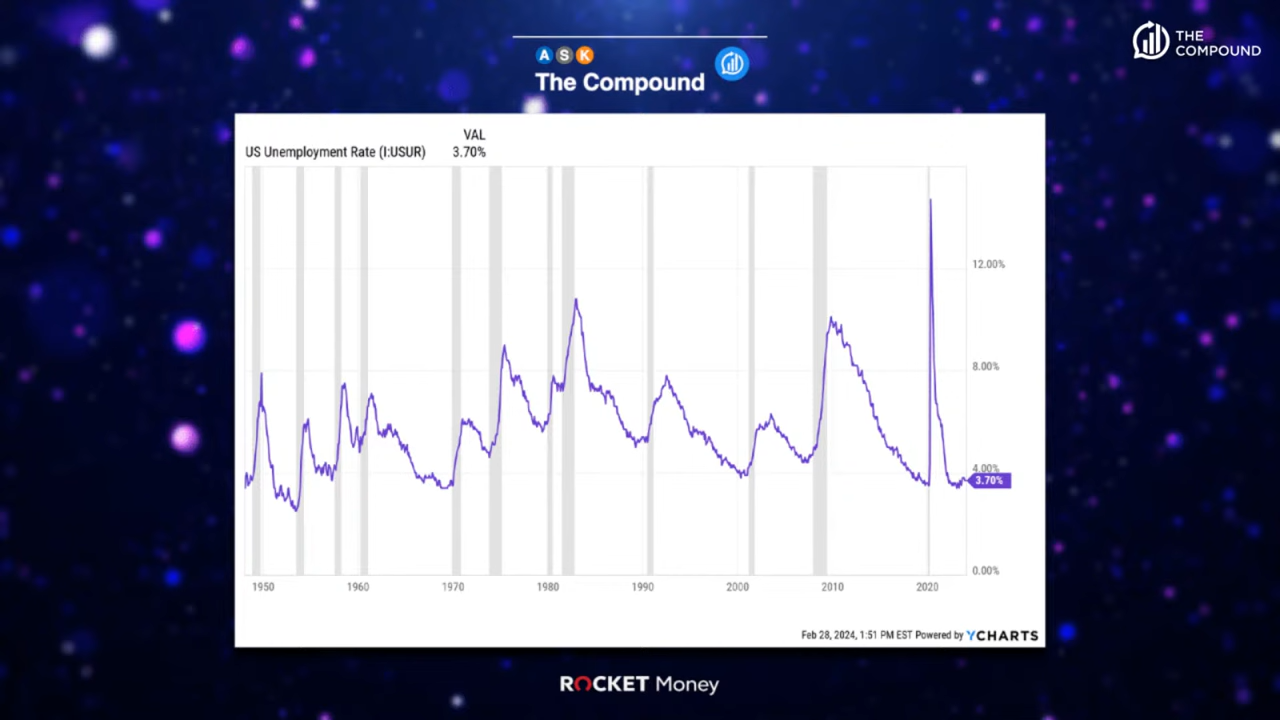 A S K
The Compound
THE
COMPOUND
VAL
US Unemployment Rate (I:USUR) 3.70%
12.00%
8.00%
4.00%
3.70%
0.00%
1950 1960 1970 1980 1990 2000 2010 2020
Feb 28, 2024, 1:51 PM EST Powered by YCHARTS
ROCKET Money